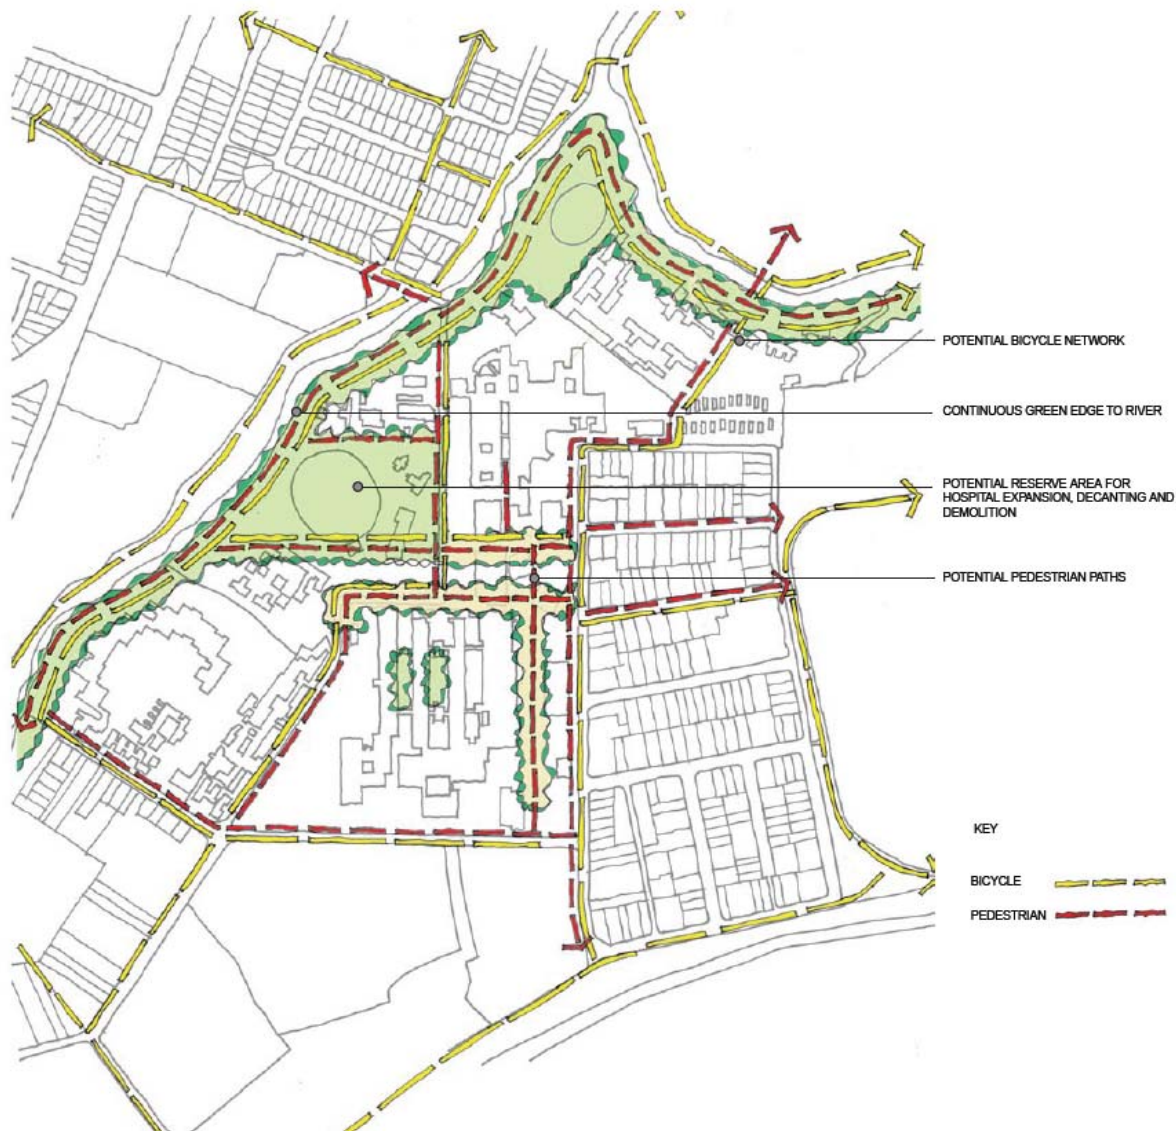 POTENTIAL BICYCLE NETWORK
CONTINUOUS GREEN EDGE TO RIVER
POTENTIAL RESERVE AREA FOR
HOSPITAL EXPANSION, DECANTING AND
DEMOLITION
POTENTIAL PEDESTRIAN PATHS
KEY
BICYCLE
PEDESTRIAN